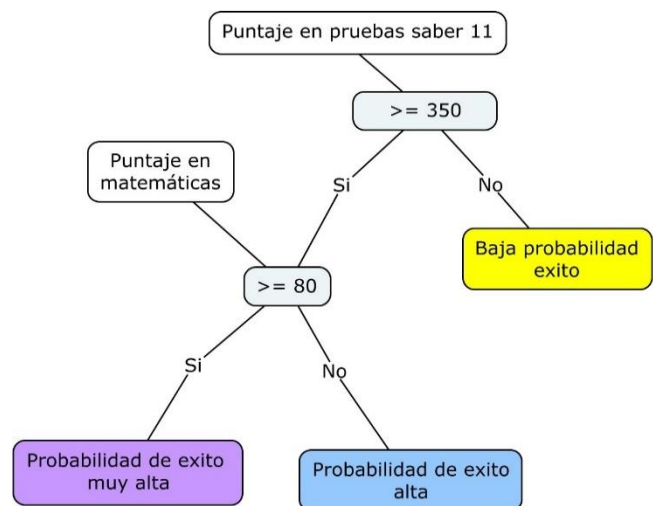 Puntaje en pruebas saber 11
>= 350
Puntaje en
matemáticas
Si
No
Baja probabilidad
exito
>= 80
Si
No
Probabilidad de exito
muy alta
Probabilidad de exito
alta